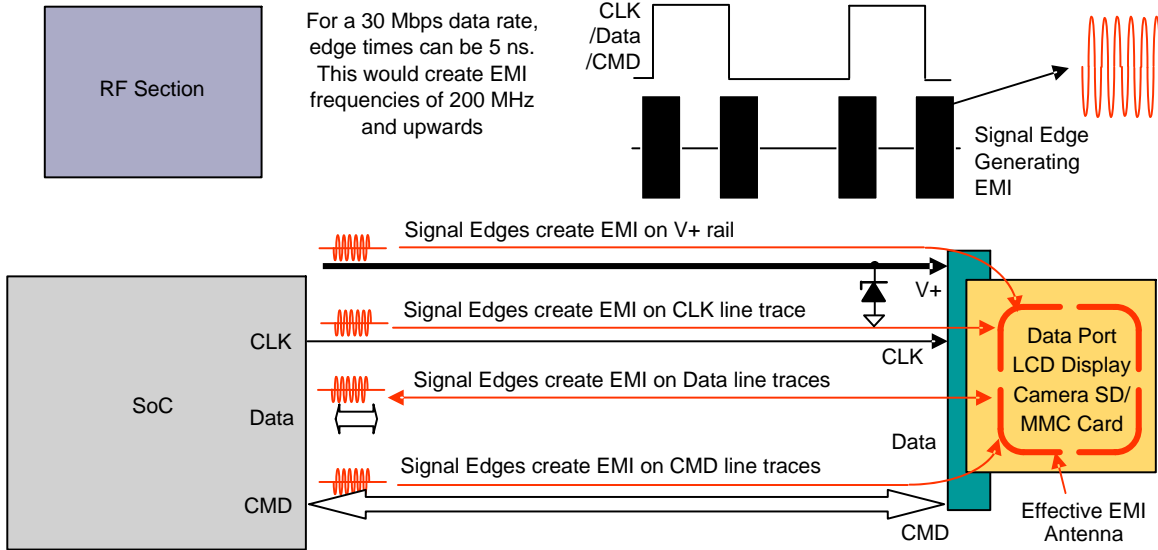 RF Section
For a 30 Mbps data rate,
edge times can be 5 ns.
This would create EMI
frequencies of 200 MHz
and upwards
CLK
/Data
/CMD
Signal Edge
Generating
EMI
Signal Edges create EMI on V+ rail
V+
Signal Edges create EMI on CLK line trace
CLK
CLK
Signal Edges create EMI on Data line traces
SoC
Data
Data
Signal Edges create EMI on CMD line traces
CMD
CMD
Data Port
LCD Display
Camera SD/
MMC Card
Effective EMI
Antenna